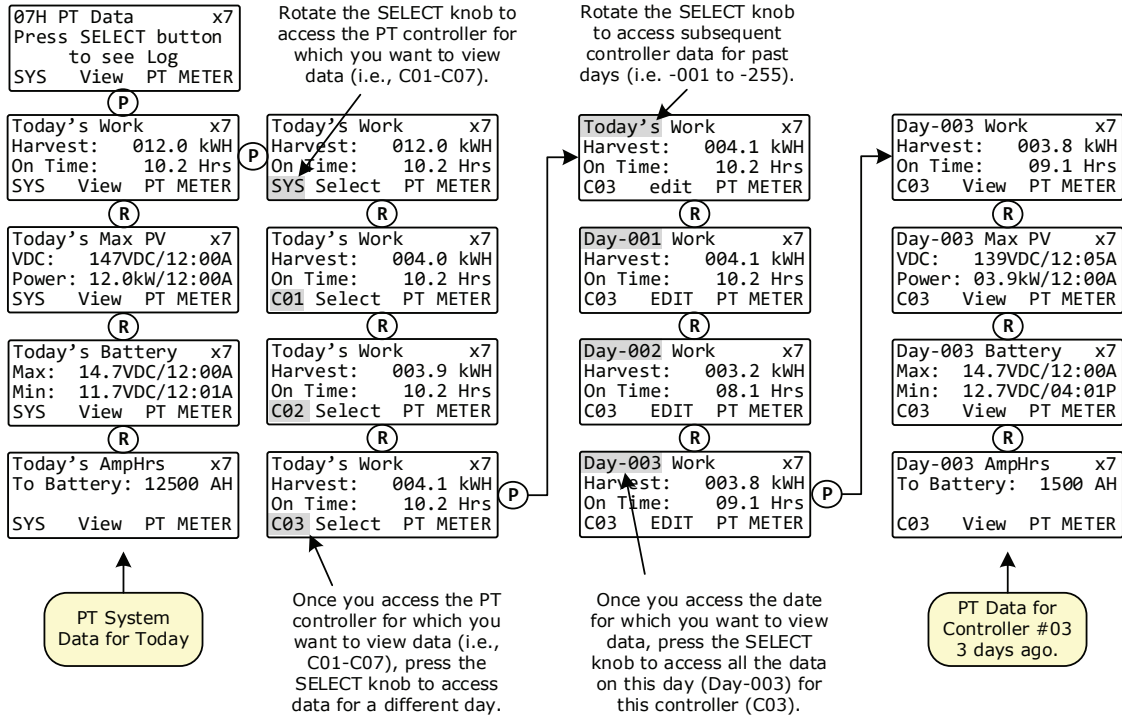 07H PT Data x7
Press SELECT button
to see Log
SYS View PT METER
P
Today's Work x7
Harvest: 012.0 kWH
On Time: 10.2 Hrs
SYS View PT METER
R
Today's Max PV x7
VDC: 147VDC/12:00A
Power: 12.0kW/12:00A
SYS View PT METER
R
Today's Battery x7
Max: 14.7VDC/12:00A
Min: 11.7VDC/12:01A
SYS View PT METER
R
Today's AmpHrs x7
To Battery: 12500 AH
SYS View PT METER
PT System
Data for Today
Rotate the SELECT knob to
access the PT controller for
which you want to view
data (i.e., C01-C07).
P
Today's Work x7
Harvest: 012.0 kWH
On Time: 10.2 Hrs
SYS Select PT METER
R
Today's Work x7
Harvest: 004.0 kWH
On Time: 10.2 Hrs
C01 Select PT METER
R
Today's Work x7
Harvest: 003.9 kWH
On Time: 10.2 Hrs
C02 Select PT METER
R
Today's Work x7
Harvest: 004.1 kWH
On Time: 10.2 Hrs
C03 Select PT METER
P
Once you access the PT
controller for which you
want to view data (i.e.,
C01-C07), press the
SELECT knob to access
data for a different day.
Rotate the SELECT knob
to access subsequent
controller data for past
days (i.e. -001 to -255).
Today's Work x7
Harvest: 004.1 kWH
On Time: 10.2 Hrs
C03 edit PT METER
R
Day-001 Work x7
Harvest: 004.1 kWH
On Time: 10.2 Hrs
C03 EDIT PT METER
R
Day-002 Work x7
Harvest: 003.2 kWH
On Time: 08.1 Hrs
C03 EDIT PT METER
R
Day-003 Work x7
Harvest: 003.8 kWH
On Time: 09.1 Hrs
C03 EDIT PT METER
P
Once you access the date
for which you want to view
data, press the SELECT
knob to access all the data
on this day (Day-003) for
this controller (C03).
Day-003 Work x7
Harvest: 003.8 kWH
On Time: 09.1 Hrs
C03 View PT METER
R
Day-003 Max PV x7
VDC: 139VDC/12:05A
Power: 03.9kW/12:00A
C03 View PT METER
R
Day-003 Battery x7
Max: 14.7VDC/12:00A
Min: 12.7VDC/04:01P
C03 View PT METER
R
Day-003 AmpHrs x7
To Battery: 1500 AH
C03 View PT METER
PT Data for
Controller #03
3 days ago.